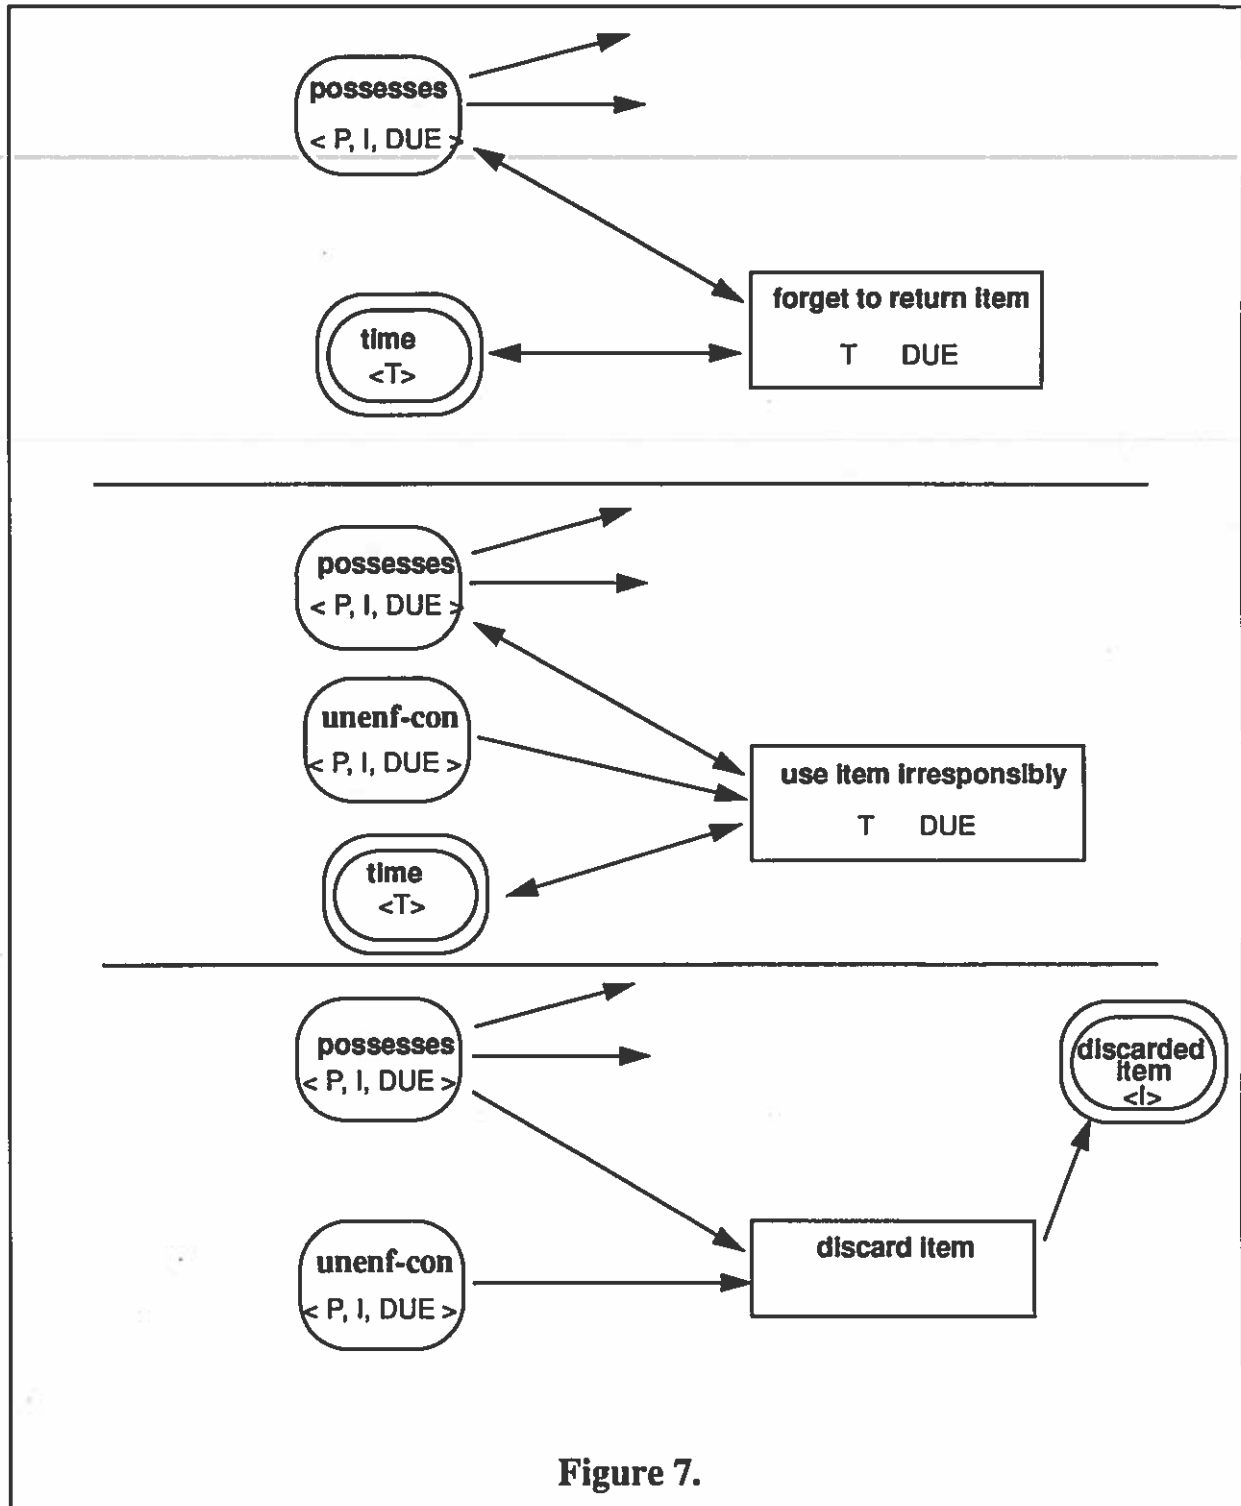 possesses
< P, I, DUE >
time
<T>
forget to return item
T DUE
possesses
< P, I, DUE >
unenf-con
< P, I, DUE >
use item irresponsibly
T DUE
time
<T>
possesses
< P, I, DUE >
discarded
item
<I>
unenf-con
< P, I, DUE >
discard item
Figure 7.